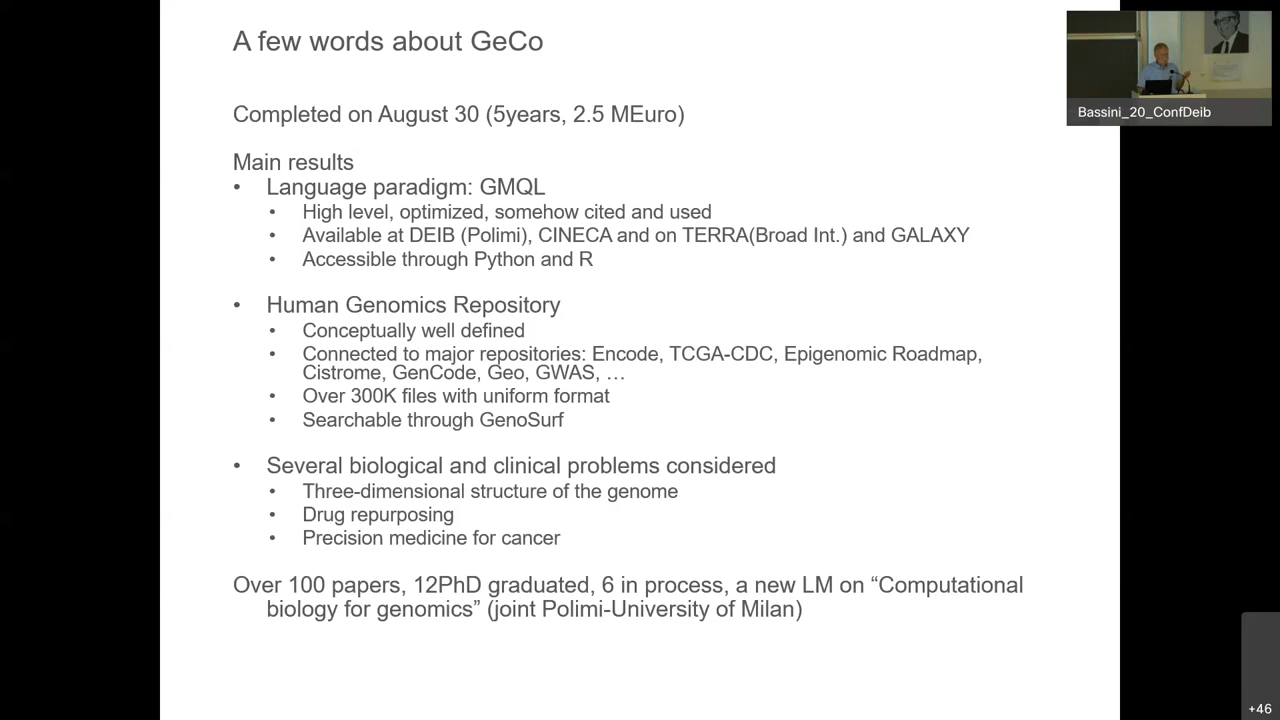 A few words about GeCo
Completed on August 30 (5years, 2.5 MEuro)
Main results
• Language paradigm: GMQL
• High level, optimized, somehow cited and used
• Available at DEIB (Polimi), CINECA and on TERRA(Broad Int.) and GALAXY
• Accessible through Python and R
• Human Genomics Repository
• Conceptually well defined
• Connected to major repositories: Encode, TCGA-CDC, Epigenomic Roadmap,
Cistrome, GenCode, Geo, GWAS, …
• Over 300K files with uniform format
• Searchable through GenoSurf
• Several biological and clinical problems considered
• Three-dimensional structure of the genome
• Drug repurposing
• Precision medicine for cancer
Over 100 papers, 12PhD graduated, 6 in process, a new LM on “Computational
biology for genomics” (joint Polimi-University of Milan)
Bassini_20_ConfDeib
+46